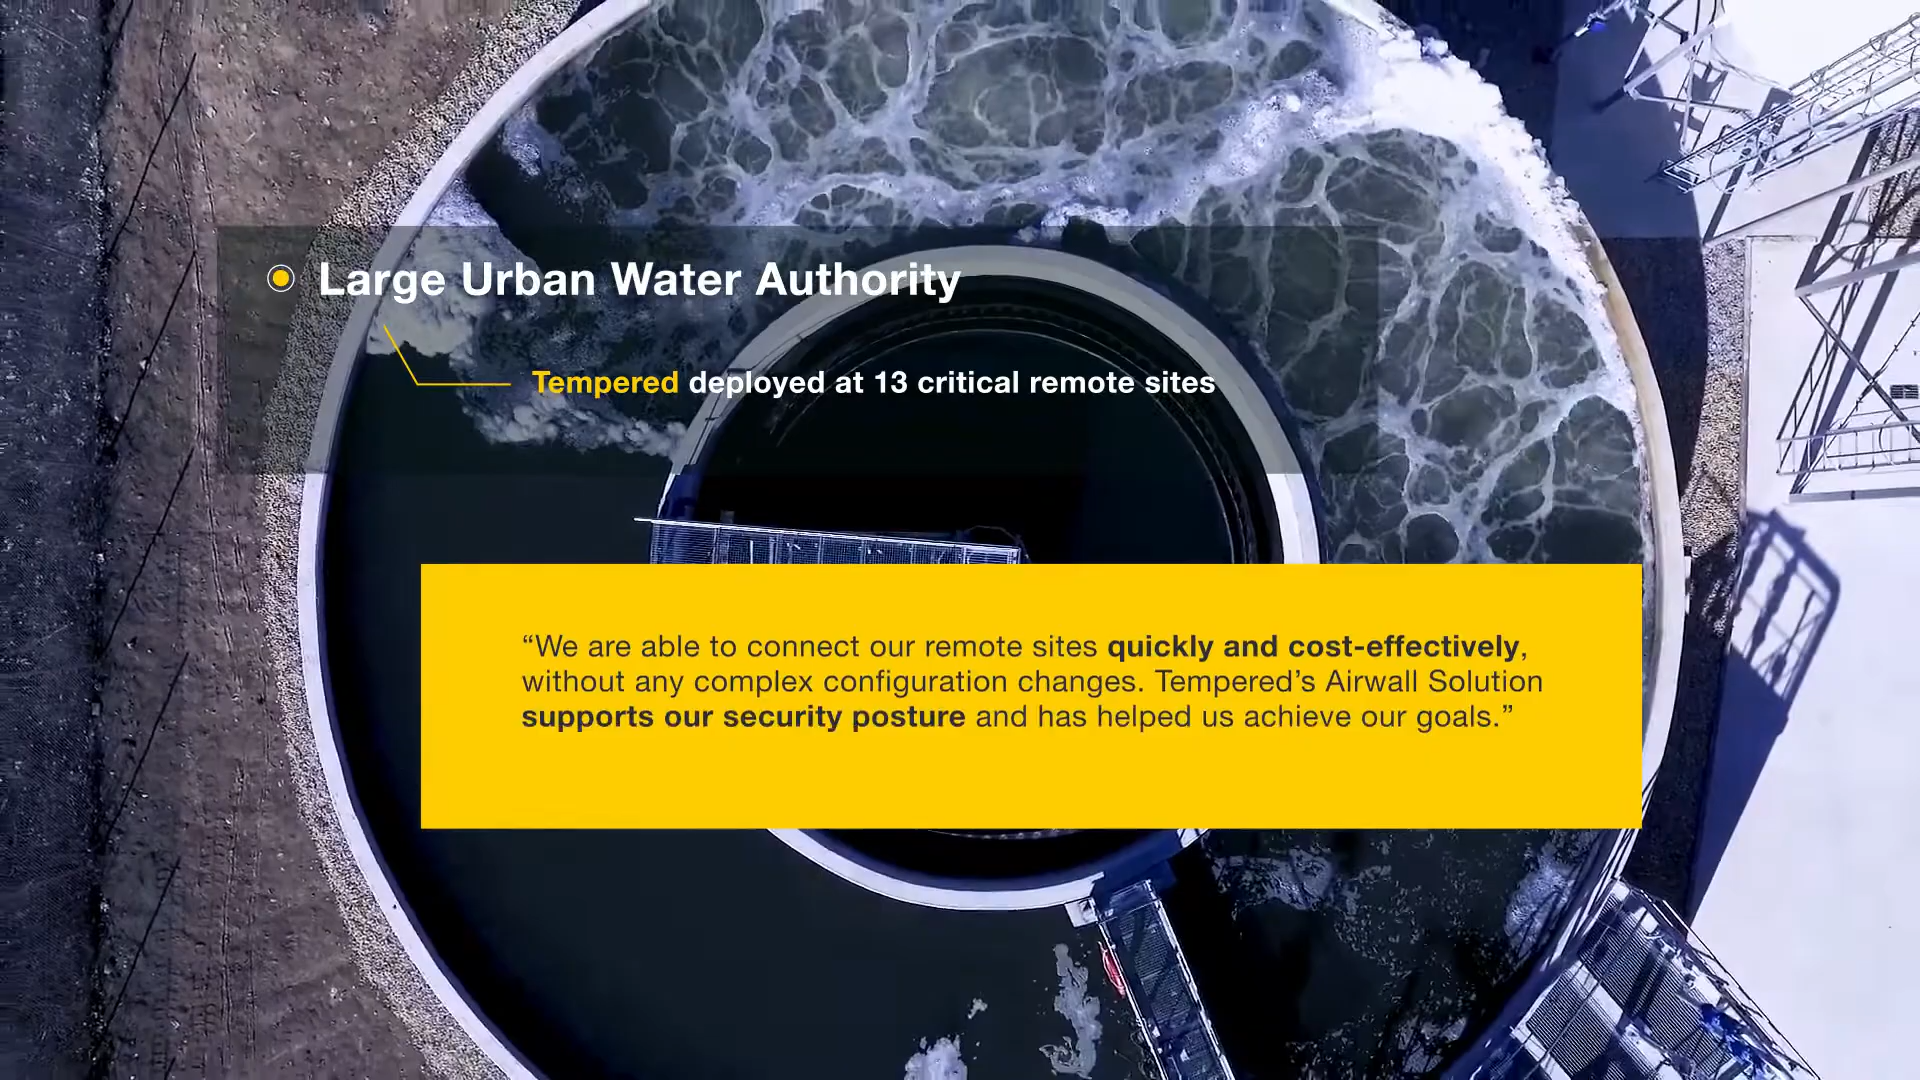 Large Urban Water Authority
Tempered deployed at 13 critical remote sites
“We are able to connect our remote sites quickly and cost-effectively,
without any complex configuration changes. Tempered’s Airwall Solution
supports our security posture and has helped us achieve our goals.”